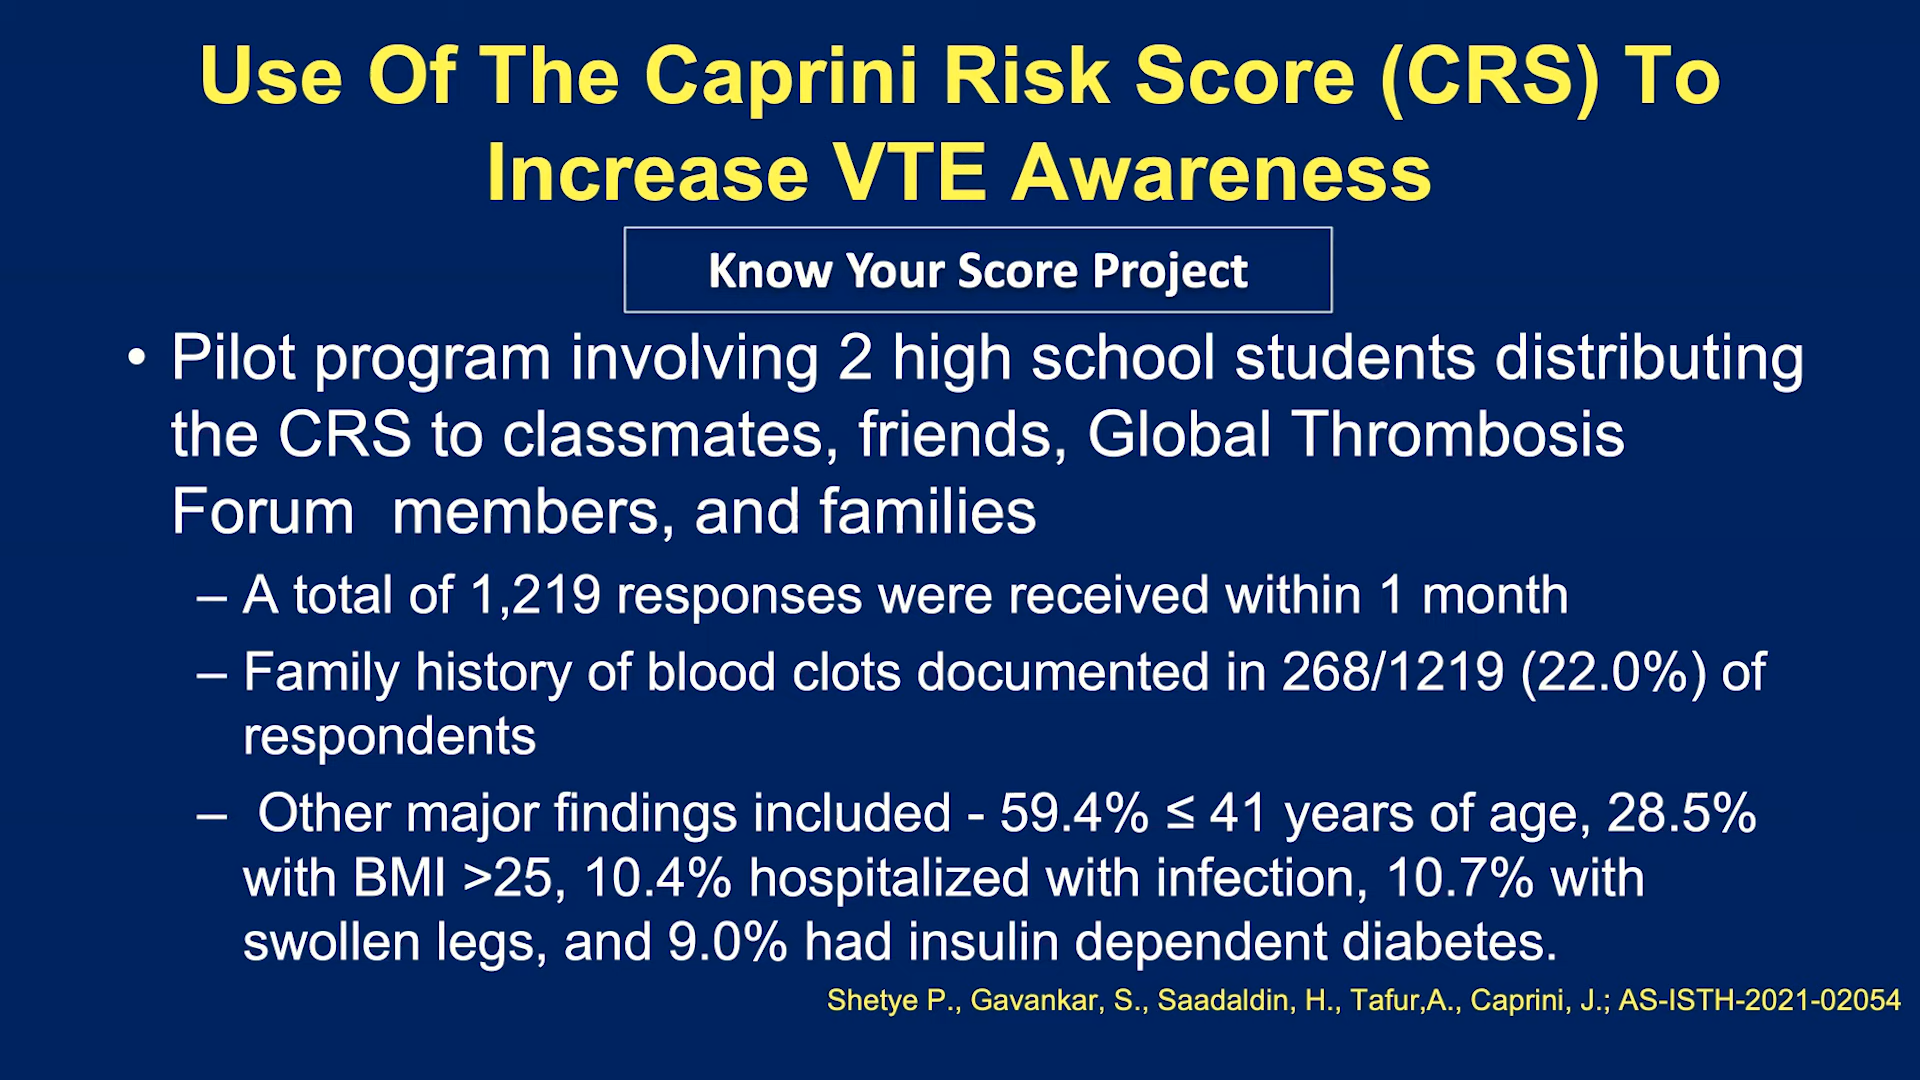 Use Of The Caprini Risk Score (CRS) To
Increase VTE Awareness
Know Your Score Project
• Pilot program involving 2 high school students distributing
the CRS to classmates, friends, Global Thrombosis
Forum  members, and families
– A total of 1,219 responses were received within 1 month
– Family history of blood clots documented in 268/1219 (22.0%) of
respondents
–  Other major findings included - 59.4% ≤ 41 years of age, 28.5%
with BMI >25, 10.4% hospitalized with infection, 10.7% with
swollen legs, and 9.0% had insulin dependent diabetes.
Shetye P., Gavankar, S., Saadaldin, H., Tafur,A., Caprini, J.; AS-ISTH-2021-02054